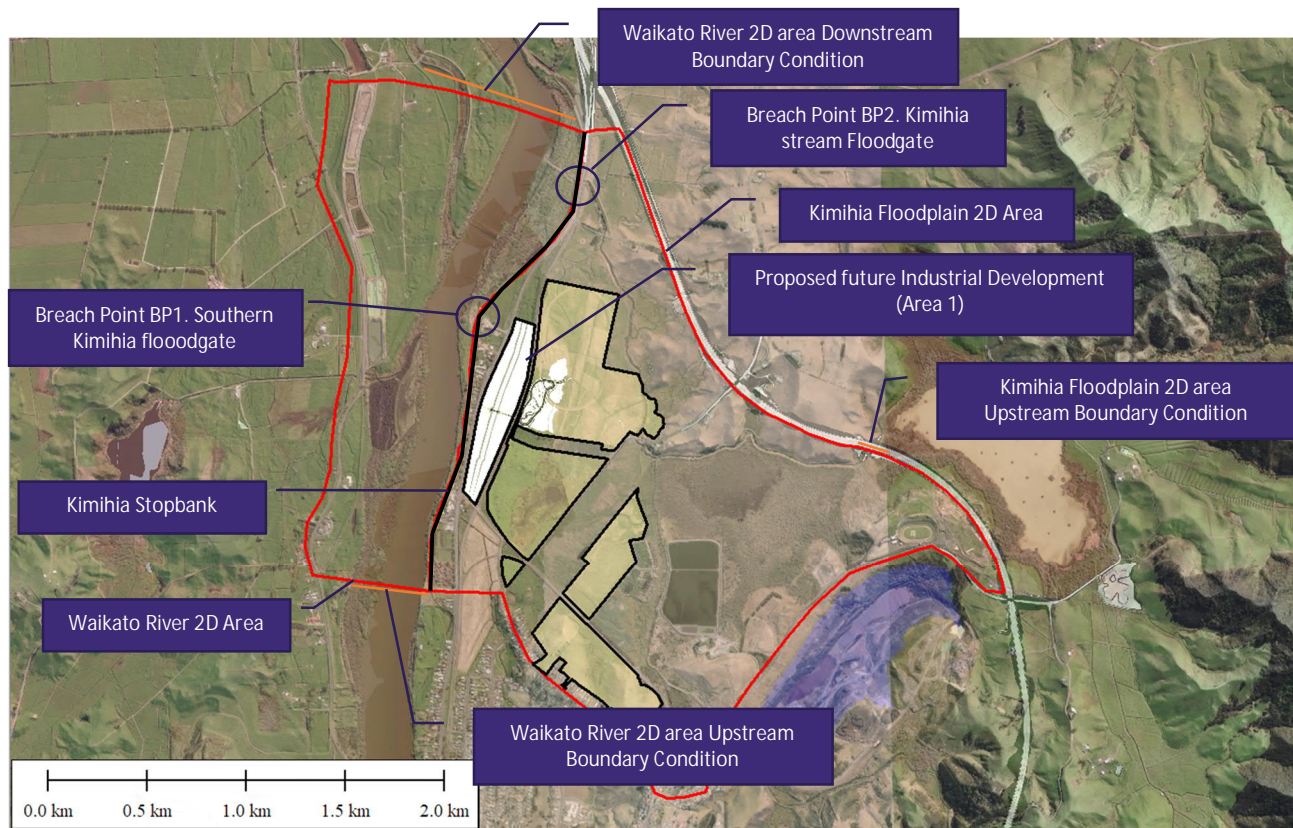 Waikato River 2D area Downstream
Boundary Condition
Breach Point BP2. Kimihia
stream Floodgate
Kimihia Floodplain 2D Area
Proposed future Industrial Development
(Area 1)
Breach Point BP1. Southern
Kimihia flooodgate
Kimihia Floodplain 2D area
Upstream Boundary Condition
Kimihia Stopbank
Waikato River 2D Area
Waikato River 2D area Upstream
Boundary Condition
0.0 km 0.5 km 1.0 km 1.5 km 2.0 km